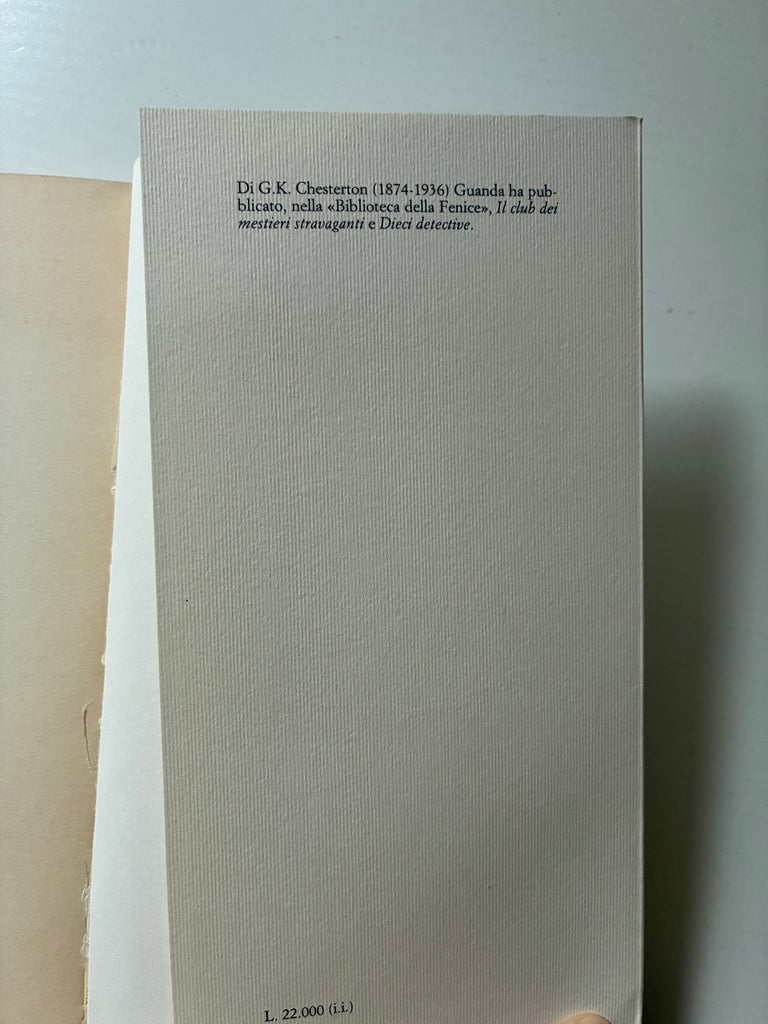 Di G.K. Chesterton (1874-1936) Guanda ha pub-
blicato, nella «Biblioteca della Fenice», Il club dei
mestieri stravaganti e Dieci detective.
L. 22.000 (i.i.)